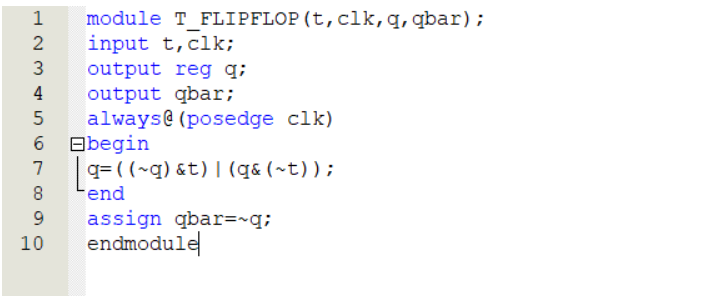 1 module T_FLIPFLOP(t,clk,q,qbar);
2 input t,clk;
3 output reg q;
4 output qbar;
5 always@(posedge clk)
6 begin
7 q=((~q)&t)|(q&(~t));
8 end
9 assign qbar=~q;
10 endmodule